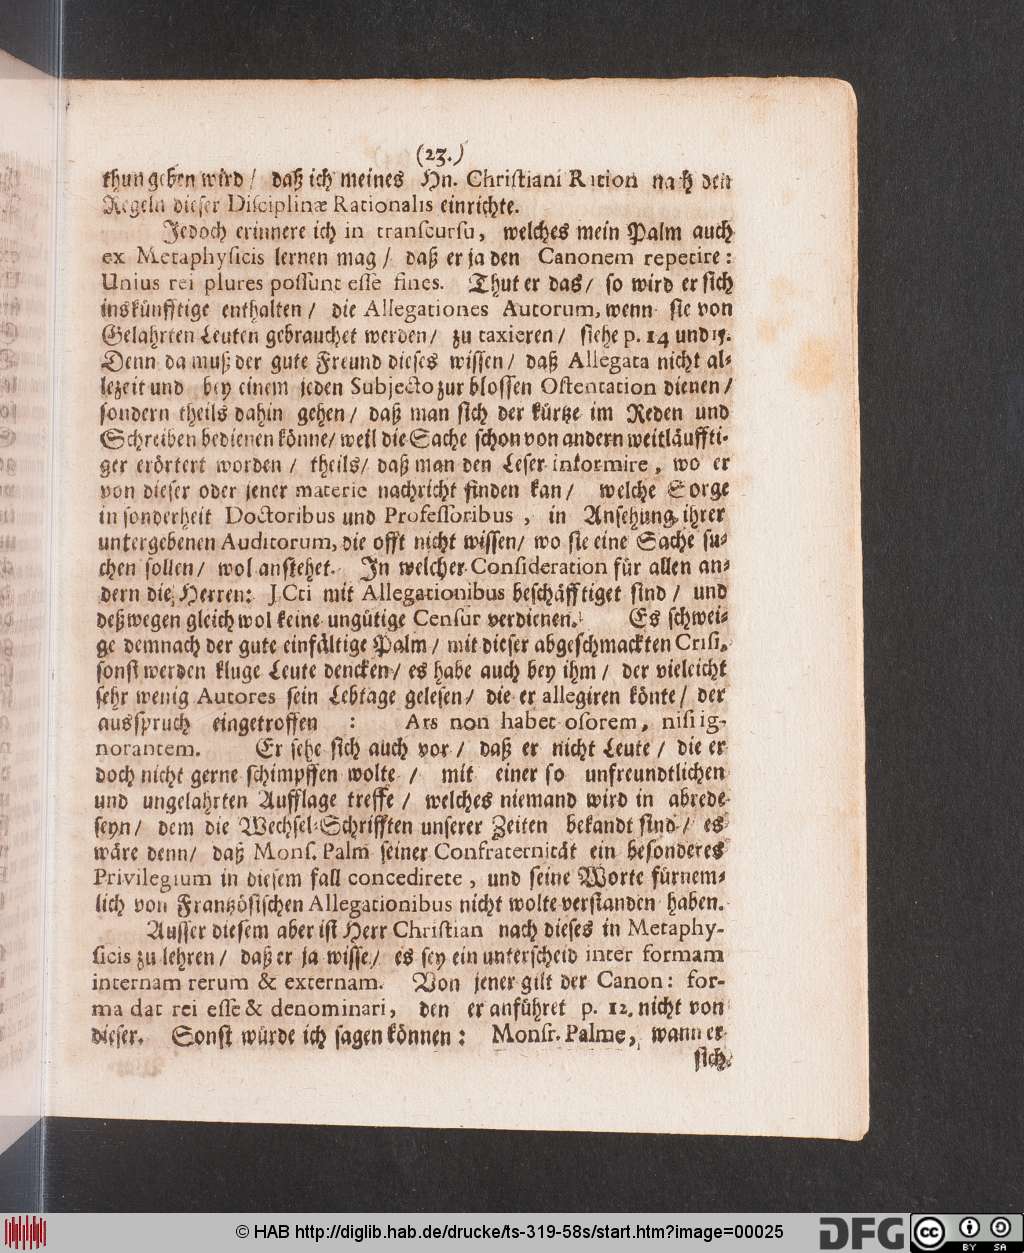 (23.)
thun geben wird / daß ich meines Hn. Christiani Ration nach den
Regeln dieser Disciplinæ Rationalis einrichte.
Jedoch erinnere ich in transcursu, welches mein Palm auch
ex Metaphysicis lernen mag / daß er ja den Canonem repetire:
Unius rei plures possunt esse fines. Thut er das / so wird er sich
inskünfftige enthalten / die Allegationes Autorum, wenn sie von
Gelahrten Leuten gebrauchet werden / zu taxieren / siehe p. 14 und 15.
Denn da muß der gute Freund dieses wissen / daß Allegata nicht al-
lezeit und bey einem jeden Subjecto zur blossen Ostentation dienen /
sondern theils dahin gehen / daß man sich der kürtze im Reden und
Schreiben bedienen könne / weil die Sache schon von andern weitläuffti-
ger erörtert worden / theils / daß man den Leser informire, wo er
von dieser oder jener materie nachricht finden kan / welche Sorge
in sonderheit Doctoribus und Professoribus, in Ansehung ihrer
untergebenen Auditorum, die offt nicht wissen / wo sie eine Sache su-
chen sollen / wol anstehet. In welcher Consideration für allen an-
dern die Herren: JCti mit Allegationibus beschäfftiget sind / und
deßwegen gleichwol keine ungütige Censur verdienen. Es schwei-
ge demnach der gute einfältige Palm / mit dieser abgeschmackten Crisi,
sonst werden kluge Leute dencken / es habe auch bey ihm / der vieleicht
sehr wenig Autores sein Lebtage gelesen / die er allegiren könte / der
ausspruch eingetroffen : Ars non habet osorem, nisi ig-
norantem. Er sehe sich auch vor / daß er nicht Leute / die er
doch nicht gerne schimpffen wolte / mit einer so unfreundtlichen
und ungelahrten Aufflage treffe / welches niemand wird in abrede
seyn / dem die Wechsel-Schrifften unserer Zeiten bekandt sind / es
wäre denn / daß Mons. Palm seiner Confraternität ein besonderes
Privilegium in diesem fall concedirete, und seine Worte fürnem-
lich von Frantzösischen Allegationibus nicht wolte verstanden haben.
Ausser diesem aber ist Herr Christian nach dieses in Metaphy-
sicis zu lehren / daß er ja wisse / es sey ein unterscheid inter formam
internam rerum & externam. Von jener gilt der Canon: for-
ma dat rei esse & denominari, den er anführet p. 12. nicht von
dieser. Sonst würde ich sagen können: Monsr. Palme, wann er
sich
© HAB http://diglib.hab.de/drucke/ts-319-58s/start.htm?image=00025
DFG
cc
BY SA